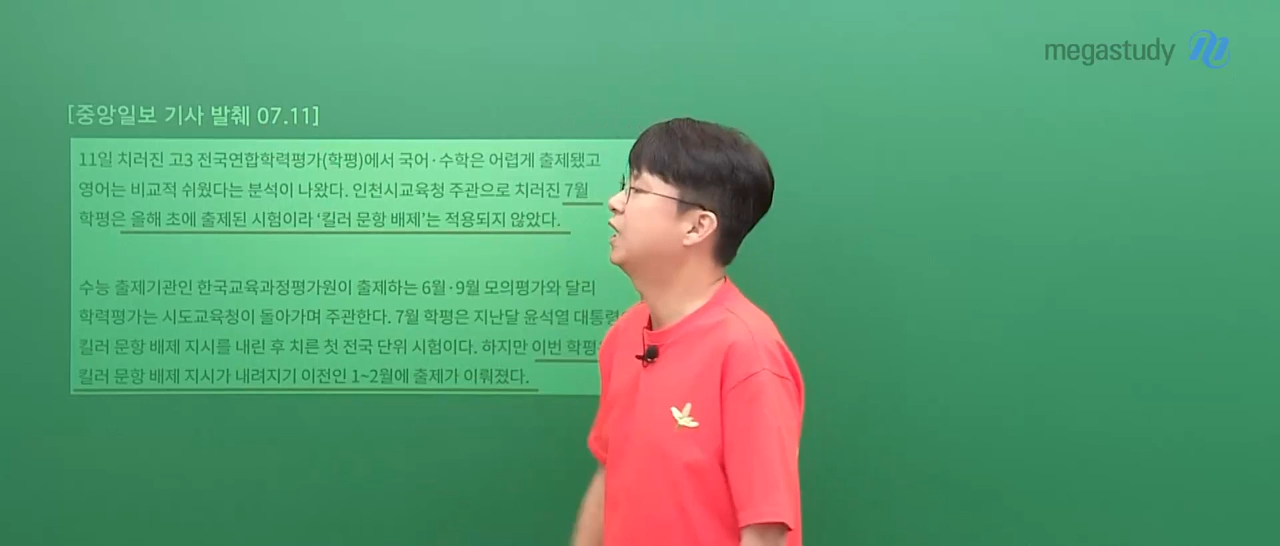 megastudy
[중앙일보 기사 발췌 07.11]
11일 치러진 고3 전국연합학력평가(학평)에서 국어·수학은 어렵게 출제됐고
영어는 비교적 쉬웠다는 분석이 나왔다. 인천시교육청 주관으로 치러진 7월
학평은 올해 초에 출제된 시험이라 ‘킬러 문항 배제’는 적용되지 않았다.
수능 출제기관인 한국교육과정평가원이 출제하는 6월·9월 모의평가와 달리
학력평가는 시도교육청이 돌아가며 주관한다. 7월 학평은 지난달 윤석열 대통령
킬러 문항 배제 지시를 내린 후 치른 첫 전국 단위 시험이다. 하지만 이번 학평
킬러 문항 배제 지시가 내려지기 이전인 1~2월에 출제가 이뤄졌다.